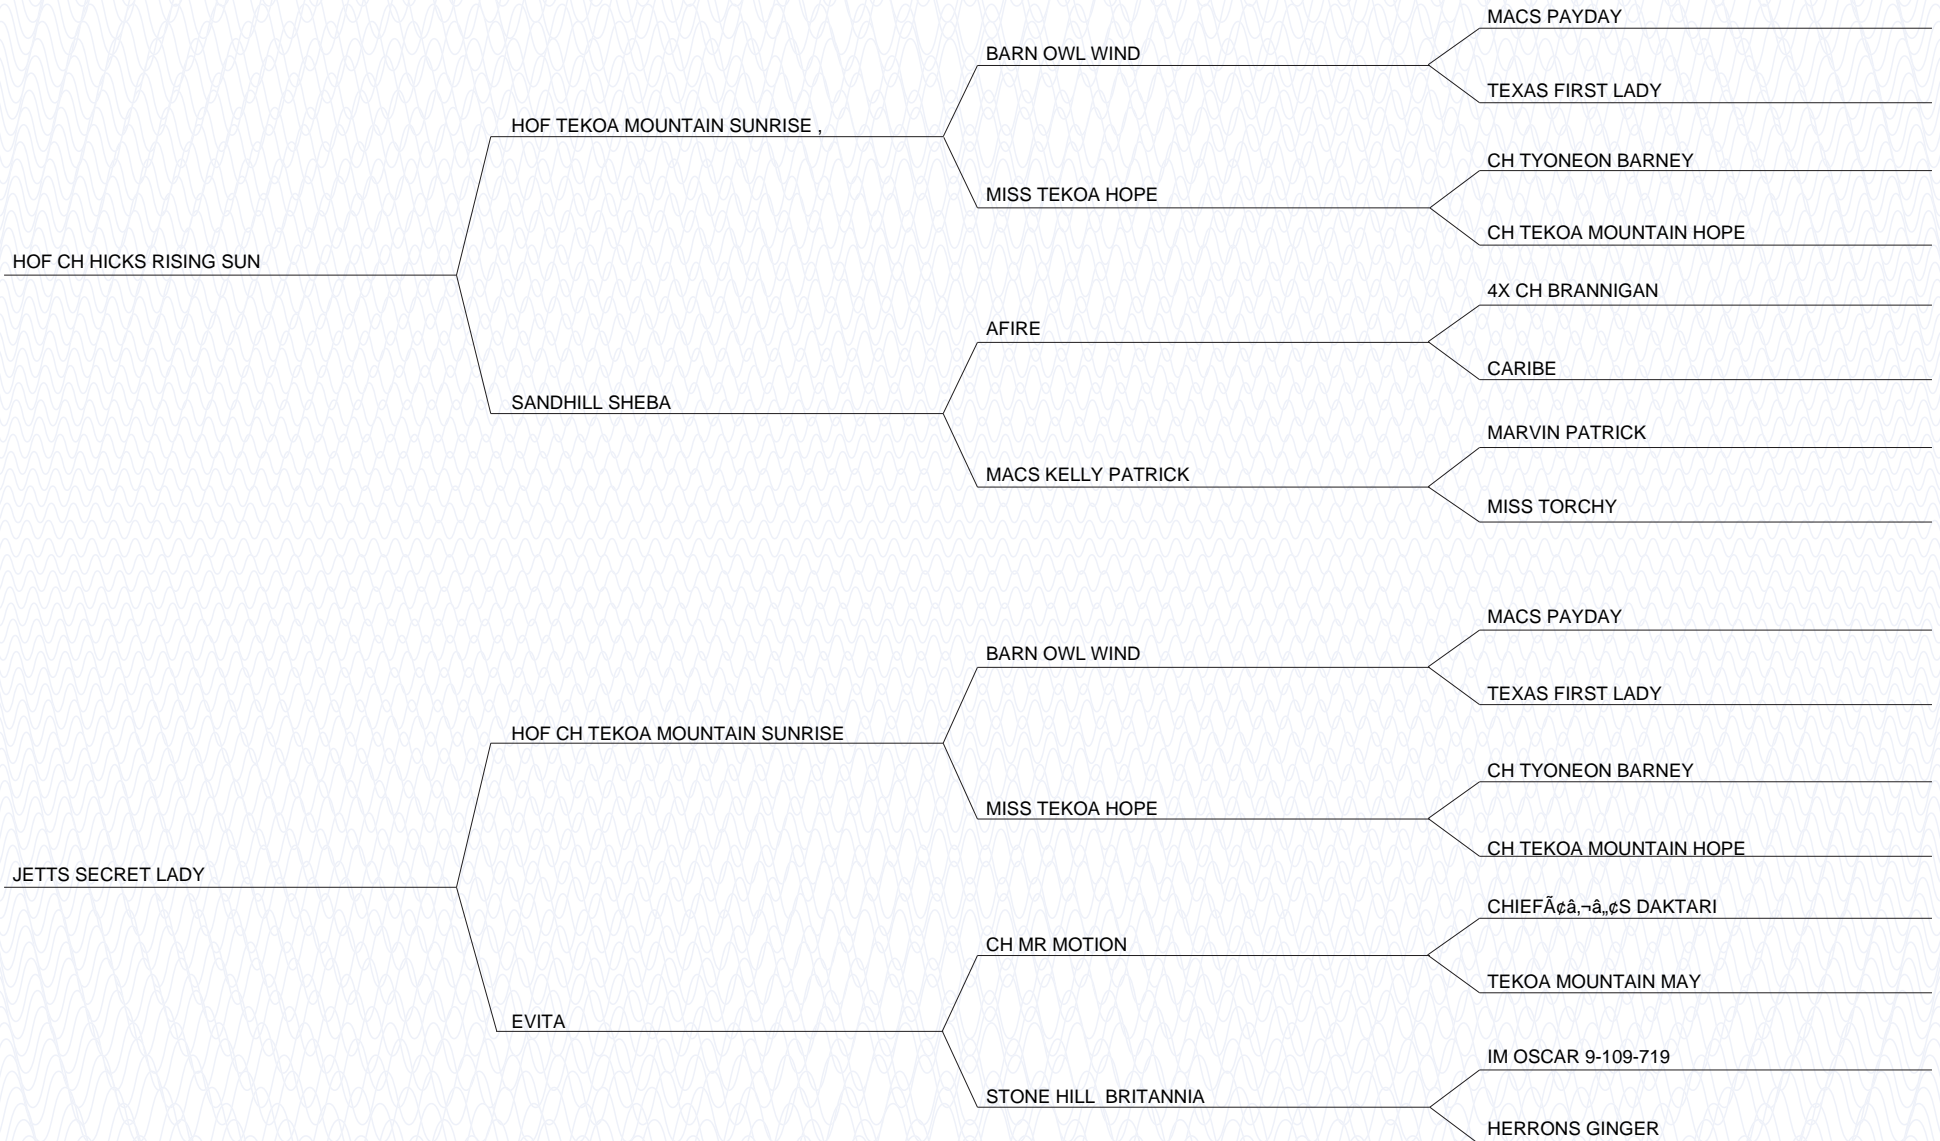 MACS PAYDAY
BARN OWL WIND
TEXAS FIRST LADY
HOF TEKOA MOUNTAIN SUNRISE ,
CH TYONEON BARNEY
MISS TEKOA HOPE
CH TEKOA MOUNTAIN HOPE
HOF CH HICKS RISING SUN
4X CH BRANNIGAN
AFIRE
CARIBE
SANDHILL SHEBA
MARVIN PATRICK
MACS KELLY PATRICK
MISS TORCHY
MACS PAYDAY
BARN OWL WIND
TEXAS FIRST LADY
HOF CH TEKOA MOUNTAIN SUNRISE
CH TYONEON BARNEY
MISS TEKOA HOPE
CH TEKOA MOUNTAIN HOPE
JETTS SECRET LADY
CHIEFÃ¢â‚¬â„¢S DAKTARI
CH MR MOTION
TEKOA MOUNTAIN MAY
EVITA
IM OSCAR 9-109-719
STONE HILL  BRITANNIA
HERRONS GINGER